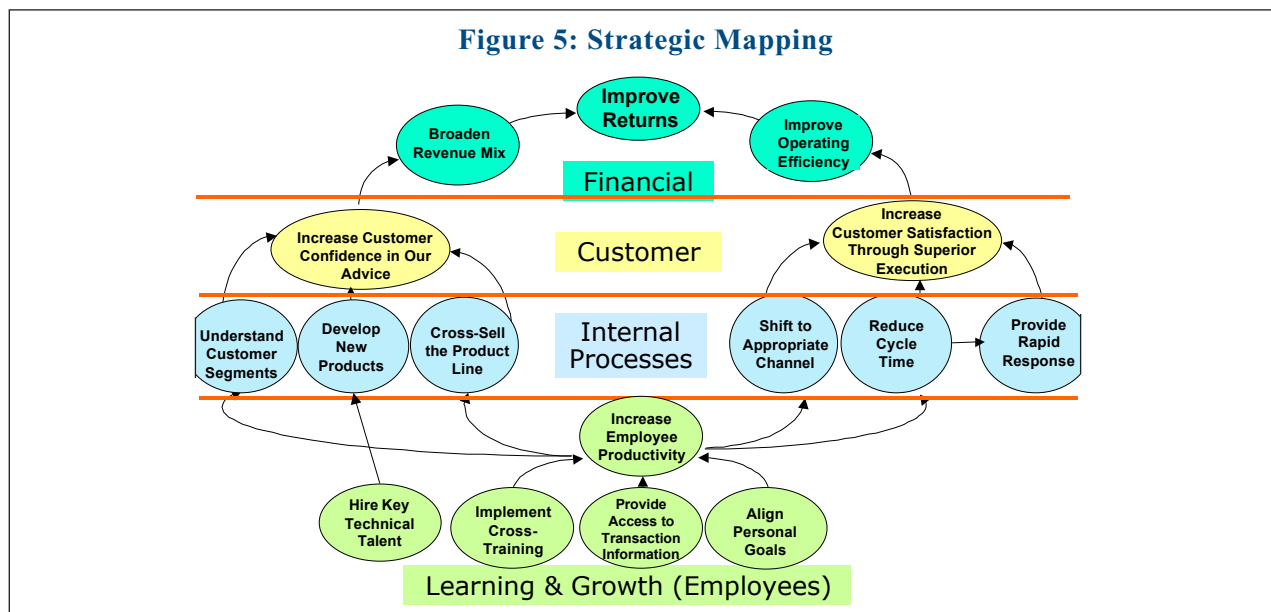 Figure 5: Strategic Mapping
Improve
Returns
Broaden
Revenue Mix
Improve
Operating
Efficiency
Financial
Increase Customer
Confidence in Our
Advice
Customer
Increase
Customer Satisfaction
Through Superior
Execution
Understand
Customer
Segments
Develop
New
Products
Cross-Sell
the Product
Line
Internal
Processes
Shift to
Appropriate
Channel
Reduce
Cycle
Time
Provide
Rapid
Response
Increase
Employee
Productivity
Hire Key
Technical
Talent
Implement
Cross-
Training
Provide
Access to
Transaction
Information
Align
Personal
Goals
Learning & Growth (Employees)